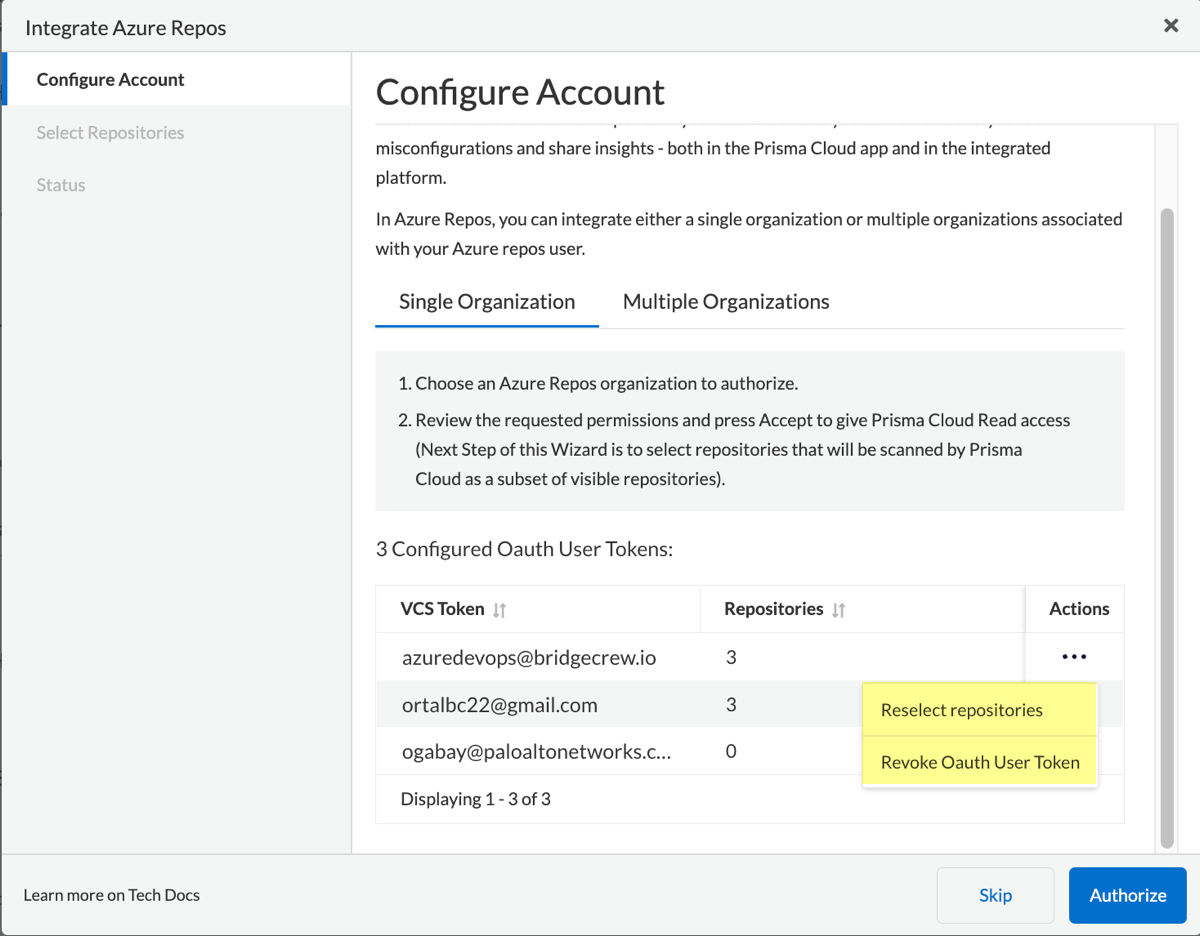 Integrate Azure Repos
Configure Account
Select Repositories
Status
Configure Account
misconfigurations and share insights - both in the Prisma Cloud app and in the integrated
platform.
In Azure Repos, you can integrate either a single organization or multiple organizations associated
with your Azure repos user.
Single Organization Multiple Organizations
1. Choose an Azure Repos organization to authorize.
2. Review the requested permissions and press Accept to give Prisma Cloud Read access
(Next Step of this Wizard is to select repositories that will be scanned by Prisma
Cloud as a subset of visible repositories).
3 Configured Oauth User Tokens:
VCS Token Repositories Actions
azuredevops@bridgecrew.io 3
ortalbc22@gmail.com 3
Reselect repositories
ogabay@paloaltonetworks.c... 0
Revoke Oauth User Token
Displaying 1 - 3 of 3
Learn more on Tech Docs Skip Authorize